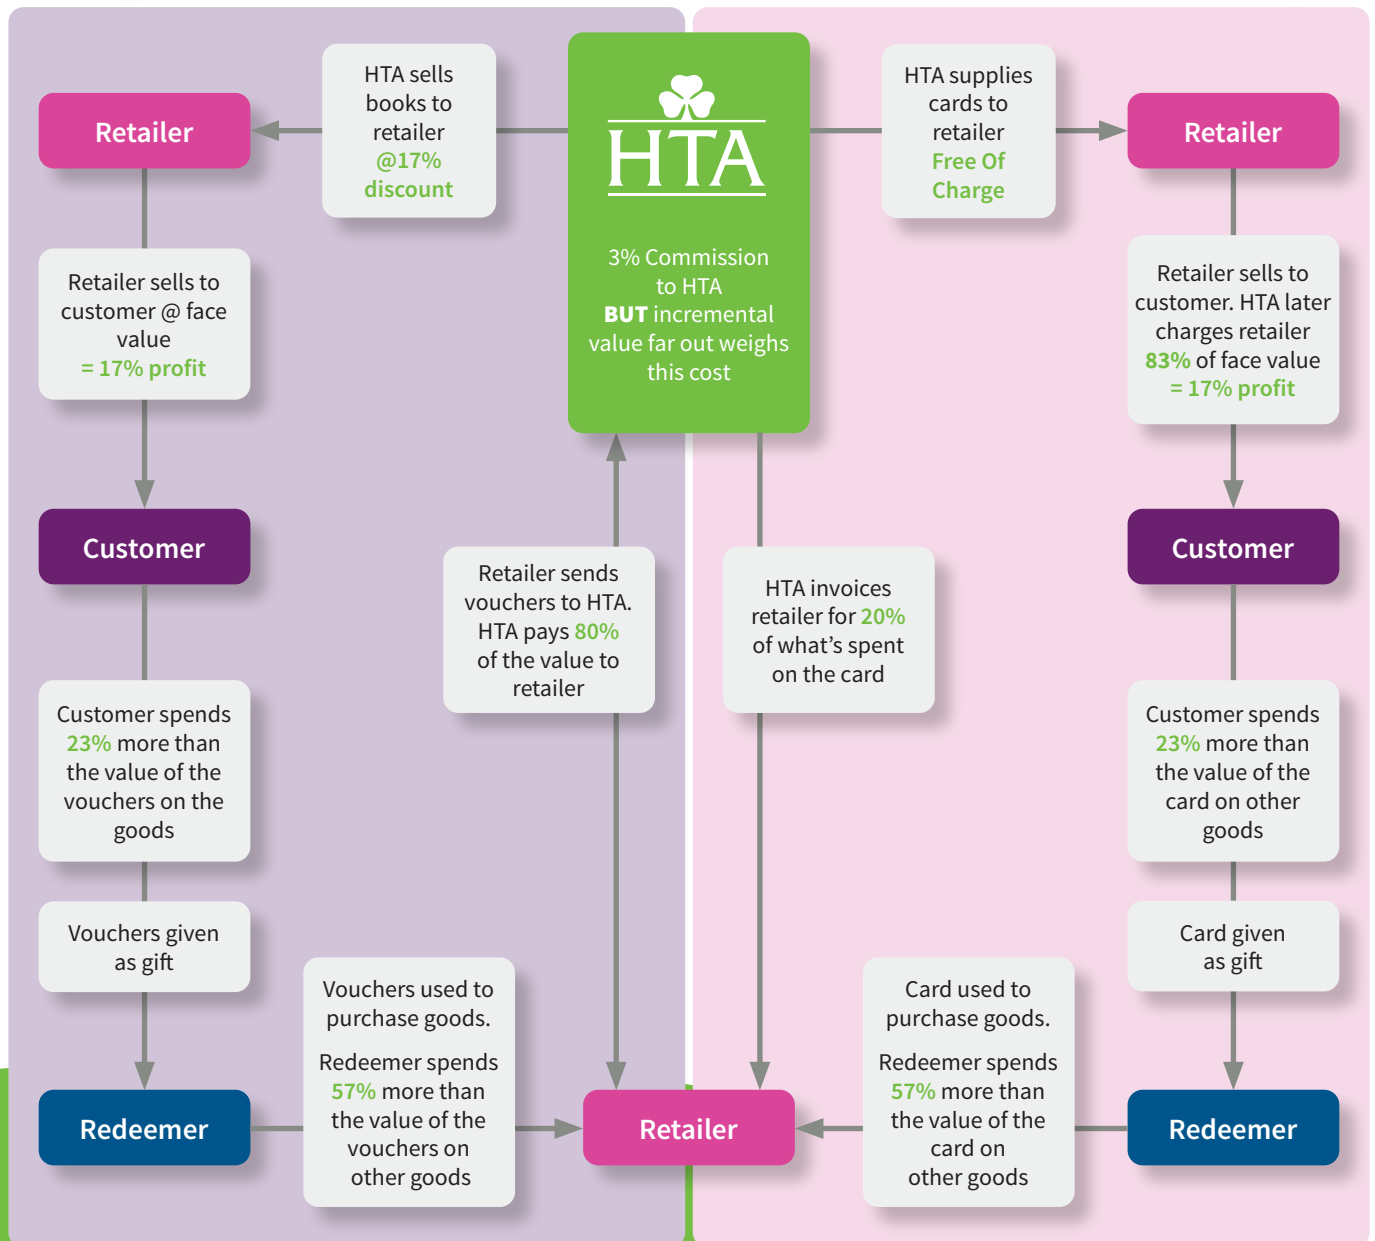 HTA sells
books to
retailer
@17%
discount
Retailer
Retailer sells to
customer @ face
value
= 17% profit
Customer
Customer spends
23% more than
the value of the
vouchers on the
goods
Vouchers given
as gift
Redeemer
Vouchers used to
purchase goods.
Redeemer spends
57% more than
the value of the
vouchers on
other goods
Retailer sends
vouchers to HTA.
HTA pays 80%
of the value to
retailer
HTA
3% Commission
to HTA
BUT incremental
value far out weighs
this cost
HTA invoices
retailer for 20%
of what’s spent
on the card
Retailer
HTA supplies
cards to
retailer
Free Of
Charge
Retailer
Retailer sells to
customer. HTA later
charges retailer
83% of face value
= 17% profit
Customer
Customer spends
23% more than
the value of the
card on other
goods
Card given
as gift
Redeemer
Card used to
purchase goods.
Redeemer spends
57% more than
the value of the
card on
other goods